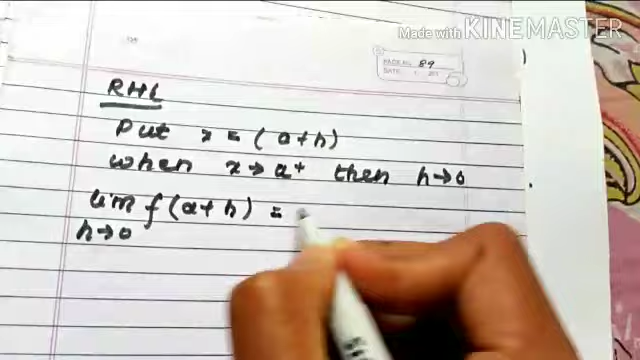 Made with KINEMASTER
PAGE NO. 89
DATE
RHL
Put x = (a+h)
when x→a⁺ then h→0
lim f(a+h) =
h→0